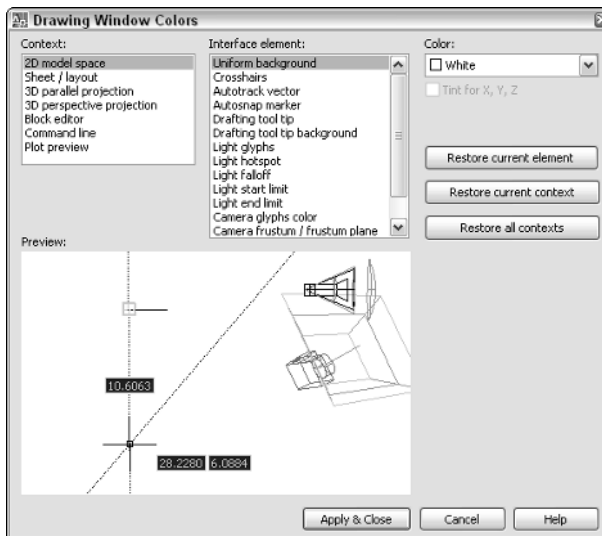 Drawing Window Colors
Context:
2D model space
Sheet / layout
3D parallel projection
3D perspective projection
Block editor
Command line
Plot preview
Interface element:
Uniform background
Crosshairs
Autotrack vector
Autosnap marker
Drafting tool tip
Drafting tool tip background
Light glyphs
Light hotspot
Light falloff
Light start limit
Light end limit
Camera glyphs color
Camera frustum / frustum plane
Color:
White
Tint for X, Y, Z
Restore current element
Restore current context
Restore all contexts
Preview:
10.6063
28.2280 6.0884
Apply & Close
Cancel
Help